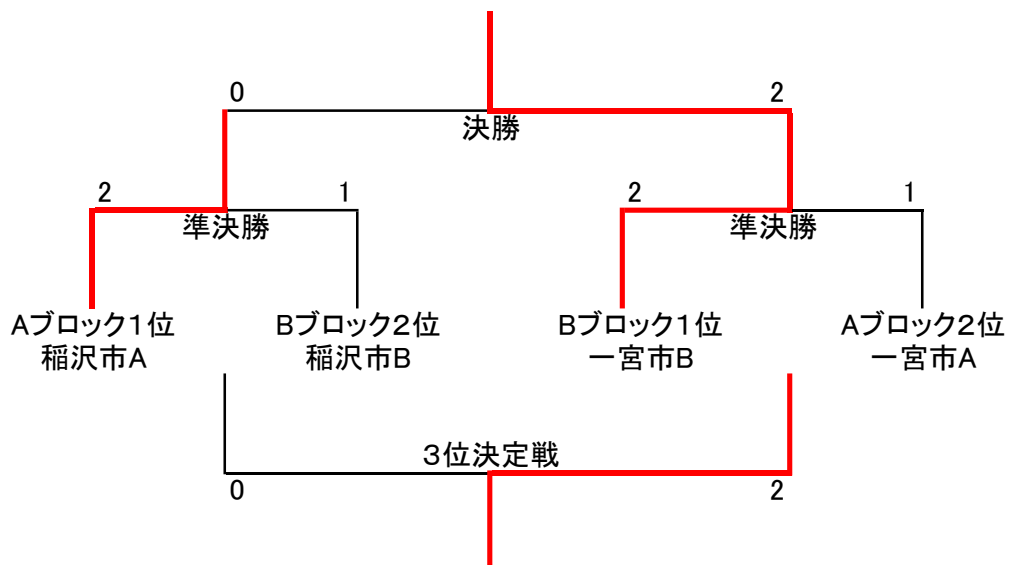 0
2
決勝
2
1
2
1
準決勝
準決勝
Aブロック1位
稲沢市A
Bブロック2位
稲沢市B
Bブロック1位
一宮市B
Aブロック2位
一宮市A
3位決定戦
0
2